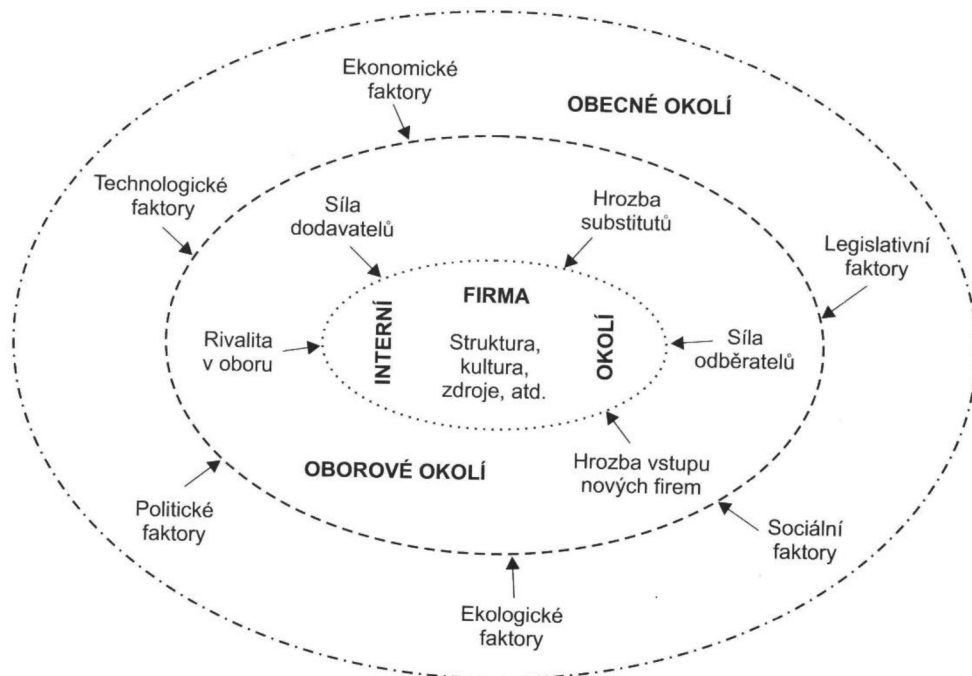 Ekonomické
faktory
OBECNÉ OKOLÍ
Technologické
faktory
Síla
dodavatelů
Hrozba
substitutů
Legislativní
faktory
FIRMA
INTERNÍ
OKOLÍ
Rivalita
v oboru
Struktura,
kultura,
zdroje, atd.
Síla
odběratelů
OBOROVÉ OKOLÍ
Hrozba vstupu
nových firem
Politické
faktory
Sociální
faktory
Ekologické
faktory